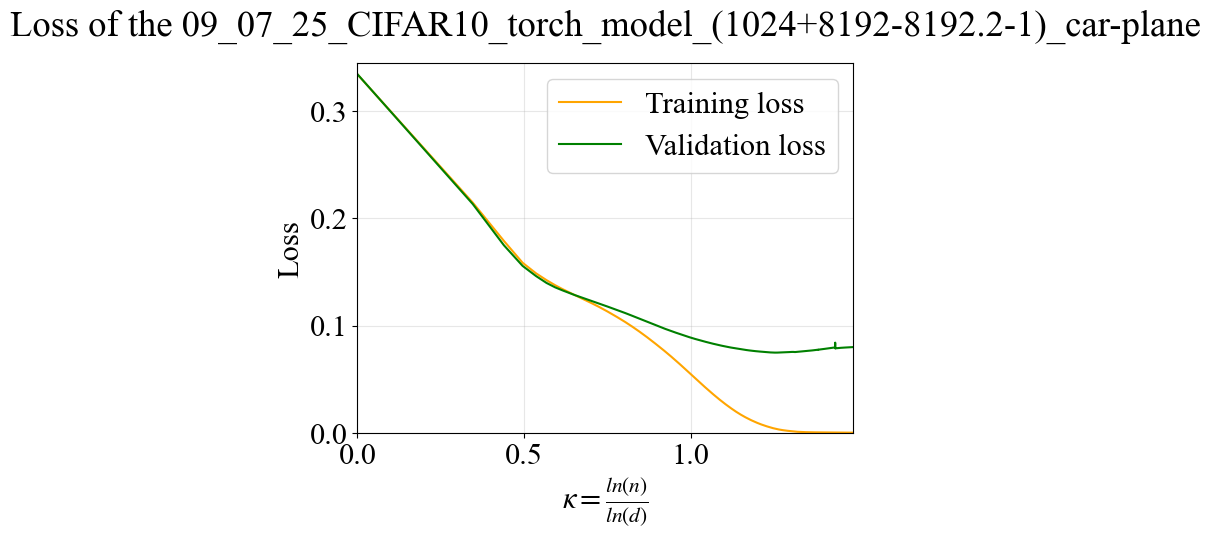 Loss of the 09_07_25_CIFAR10_torch_model_(1024+8192-8192.2-1)_car-plane
Training loss
Validation loss
Loss
0.3
0.2
0.1
0.0
0.0 0.5 1.0
κ = ln(n)/ln(d)